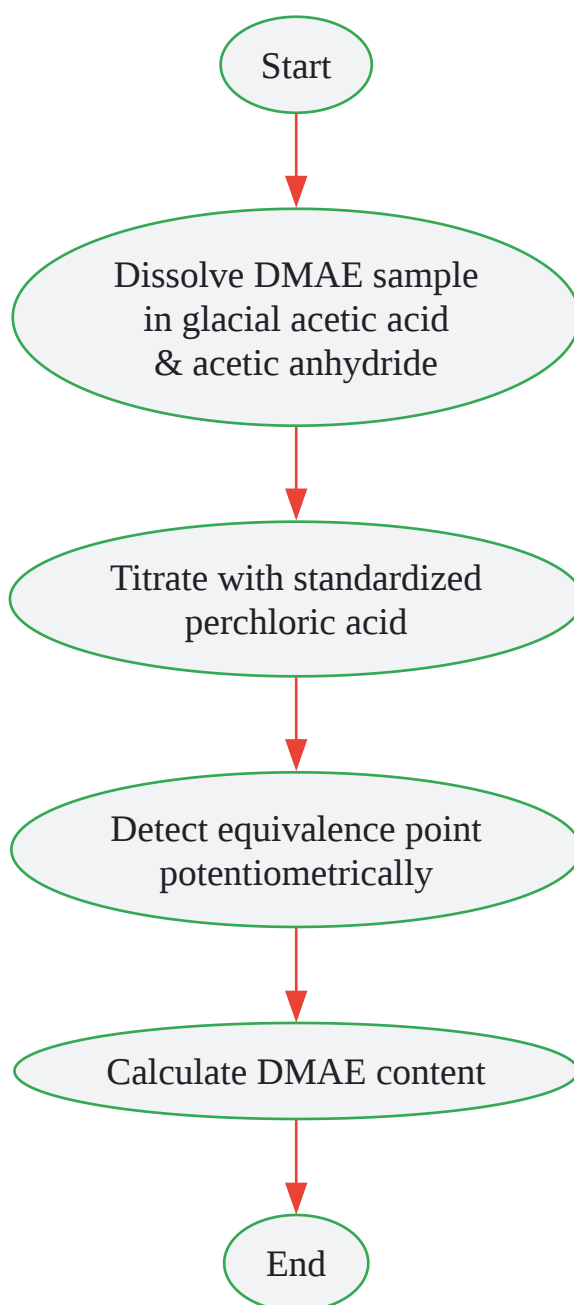 Start
Dissolve DMAE sample
in glacial acetic acid
& acetic anhydride
Titrate with standardized
perchloric acid
Detect equivalence point
potentiometrically
Calculate DMAE content
End